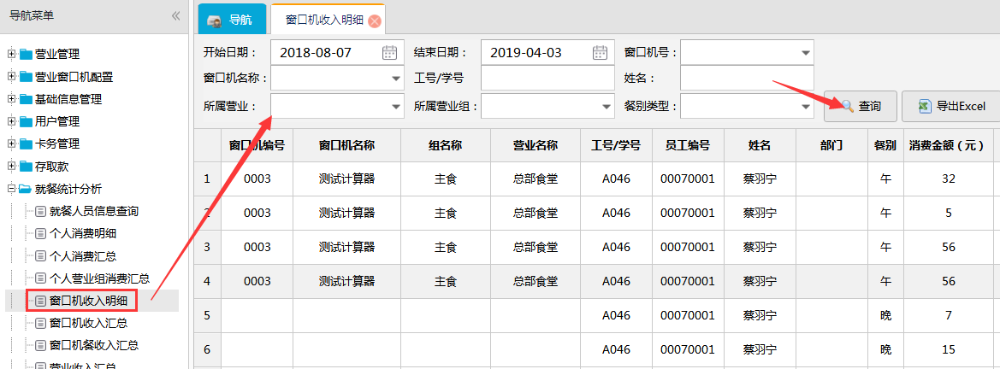 导航菜单
营业管理
营业窗口机配置
基础信息管理
用户管理
卡务管理
存取款
就餐统计分析
就餐人员信息查询
个人消费明细
个人消费汇总
个人营业组消费汇总
窗口机收入明细
窗口机收入汇总
窗口机餐收入汇总
营业收入汇总
导航 窗口机收入明细
开始日期： 2018-08-07 结束日期： 2019-04-03 窗口机号：
窗口机名称： 工号/学号 姓名：
所属营业： 所属营业组： 餐别类型： 查询 导出Excel
窗口机编号 窗口机名称 组名称 营业名称 工号/学号 员工编号 姓名 部门 餐别 消费金额（元）
1 0003 测试计算器 主食 总部食堂 A046 00070001 蔡羽宁 午 32
2 0003 测试计算器 主食 总部食堂 A046 00070001 蔡羽宁 午 5
3 0003 测试计算器 主食 总部食堂 A046 00070001 蔡羽宁 午 56
4 0003 测试计算器 主食 总部食堂 A046 00070001 蔡羽宁 午 56
5 A046 00070001 蔡羽宁 晚 7
6 A046 00070001 蔡羽宁 晚 15